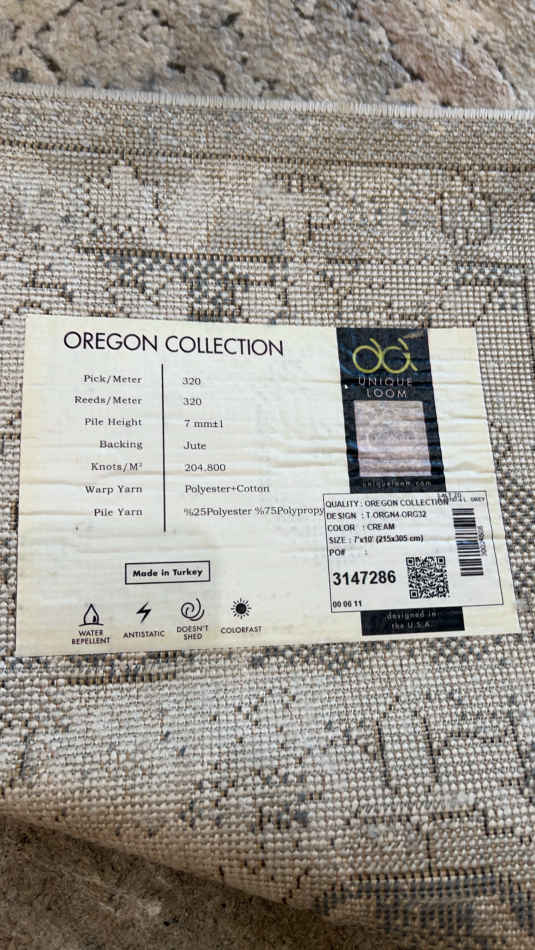 OREGON COLLECTION
Pick/Meter 320
Reeds/Meter 320
Pile Height 7 mm±1
Backing Jute
Knots/M² 204.800
Warp Yarn Polyester+Cotton
Pile Yarn %25Polyester %75Polypropy
Made in Turkey
WATER REPELLENT
ANTISTATIC
DOESN'T SHED
COLORFAST
UNIQUE
LOOM
uniqueloom.com
QUALITY : OREGON COLLECTION
DESIGN : T.ORGN4-ORG32
COLOR : CREAM
SIZE : 7'x10' (215x305 cm)
PO# :
3147286
00 06 11
designed in
the U.S.A.